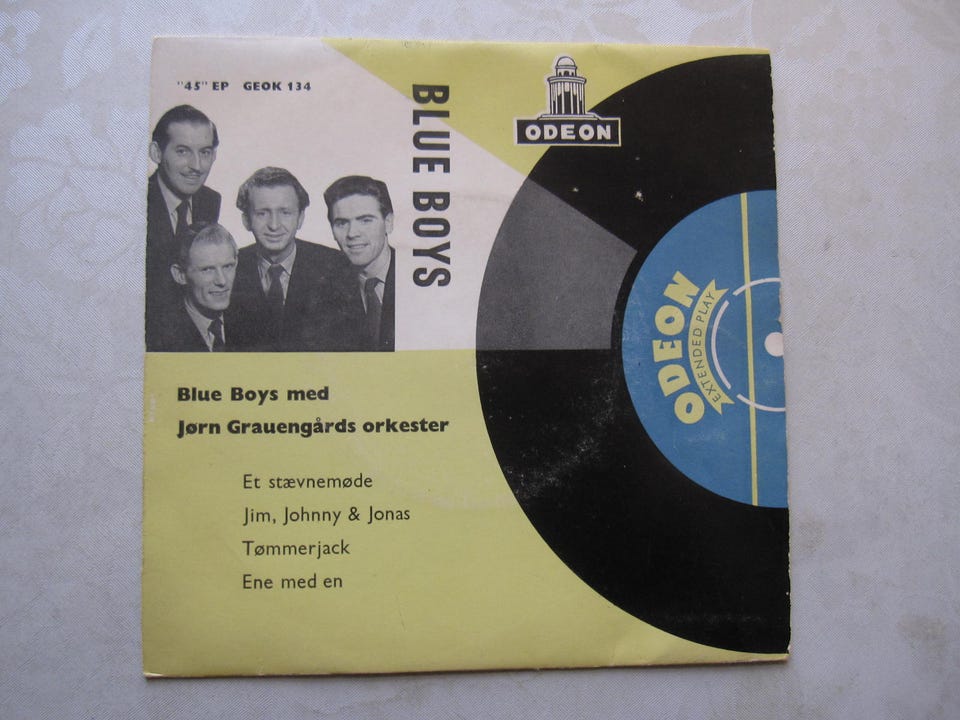 "45" EP GEOK 134
BLUE BOYS
ODEON
ODEON
EXTENDED PLAY
Blue Boys med
Jørn Grauengårds orkester
Et stævnemøde
Jim, Johnny & Jonas
Tømmerjack
Ene med en